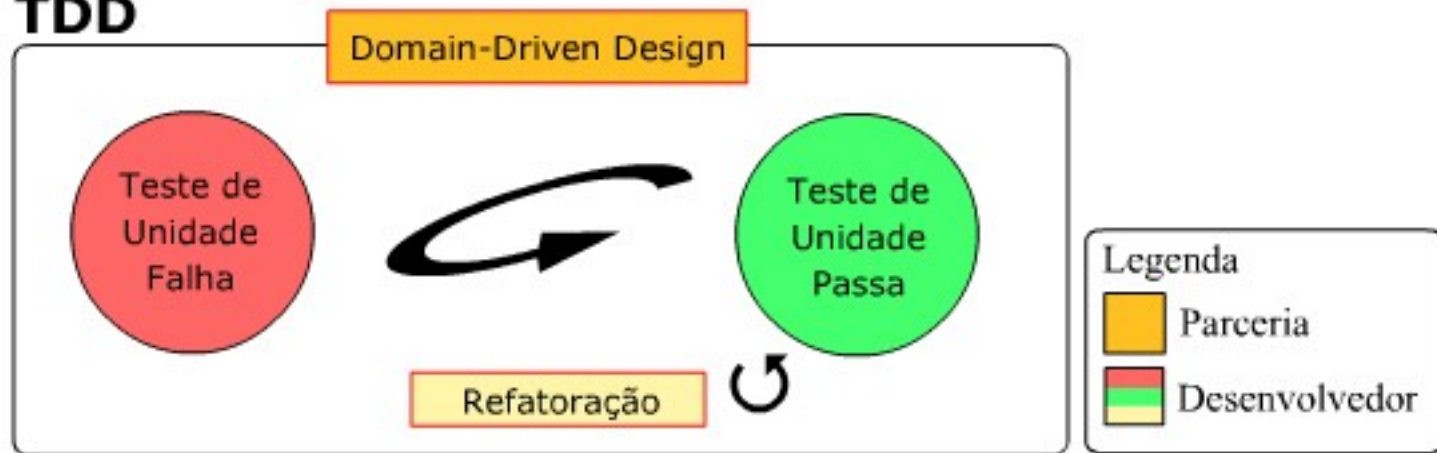 TDD
Domain-Driven Design
Teste de
Unidade
Falha
Teste de
Unidade
Passa
Refatoração
Legenda
Parceria
Desenvolvedor